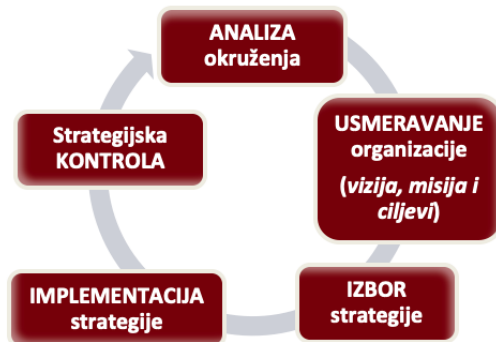 ANALIZA
okruženja
USMERAVANJE
organizacije
(vizija, misija i
ciljevi)
IZBOR
strategije
IMPLEMENTACIJA
strategije
Strategijska
KONTROLA